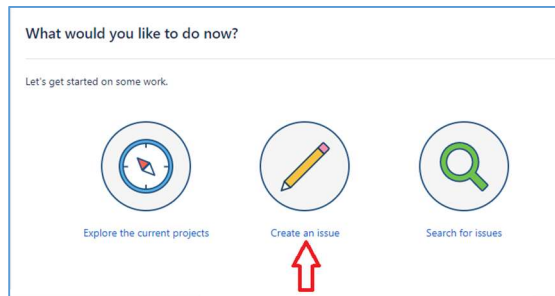 What would you like to do now?
Let's get started on some work.
Explore the current projects
Create an issue
Search for issues